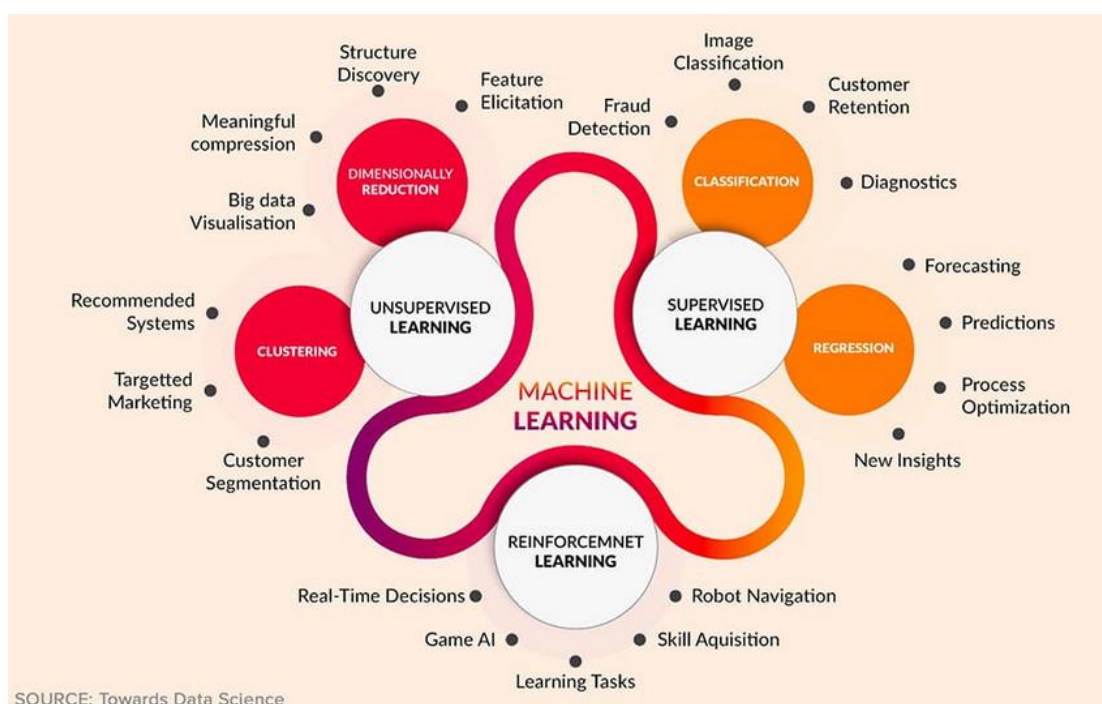 Structure
Discovery
Feature
Elicitation
Meaningful
compression
Big data
Visualisation
DIMENSIONALLY
REDUCTION
Recommended
Systems
Targetted
Marketing
Customer
Segmentation
CLUSTERING
UNSUPERVISED
LEARNING
Image
Classification
Fraud
Detection
Customer
Retention
Diagnostics
CLASSIFICATION
SUPERVISED
LEARNING
Forecasting
Predictions
Process
Optimization
New Insights
REGRESSION
MACHINE
LEARNING
REINFORCEMNET
LEARNING
Real-Time Decisions
Robot Navigation
Game AI
Skill Aquisition
Learning Tasks
SOURCE: Towards Data Science